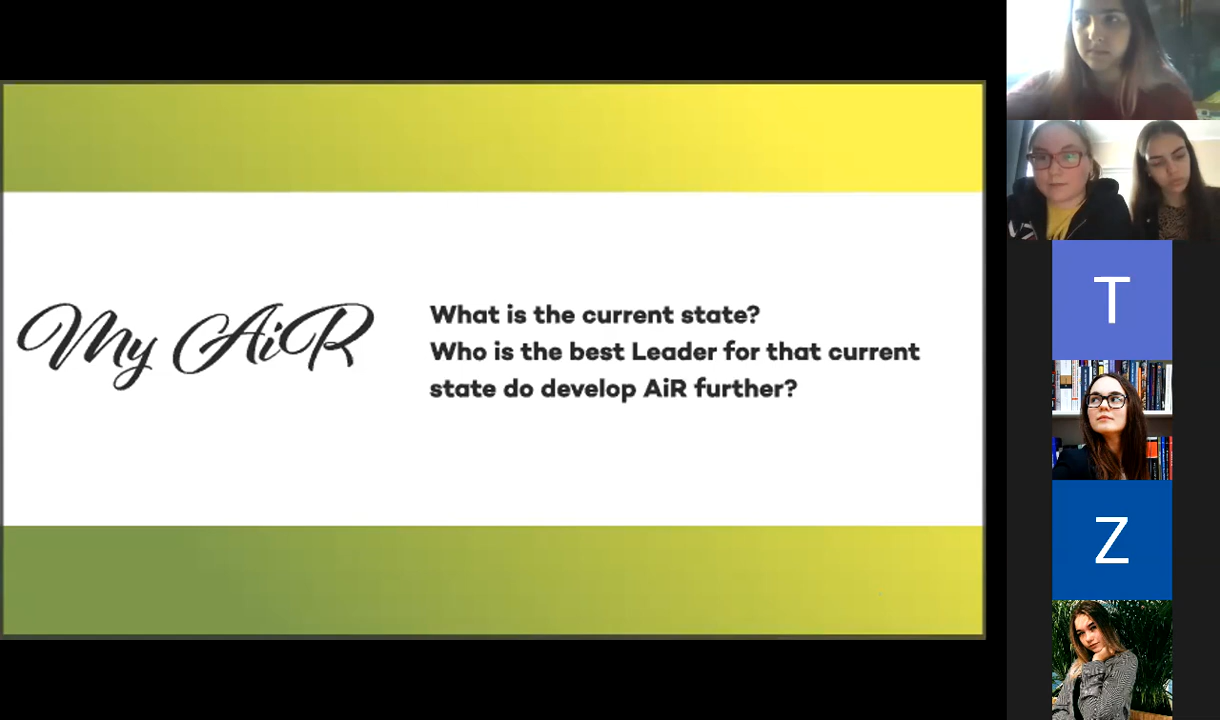 My AiR
What is the current state?
Who is the best Leader for that current
state do develop AiR further?
T
Z